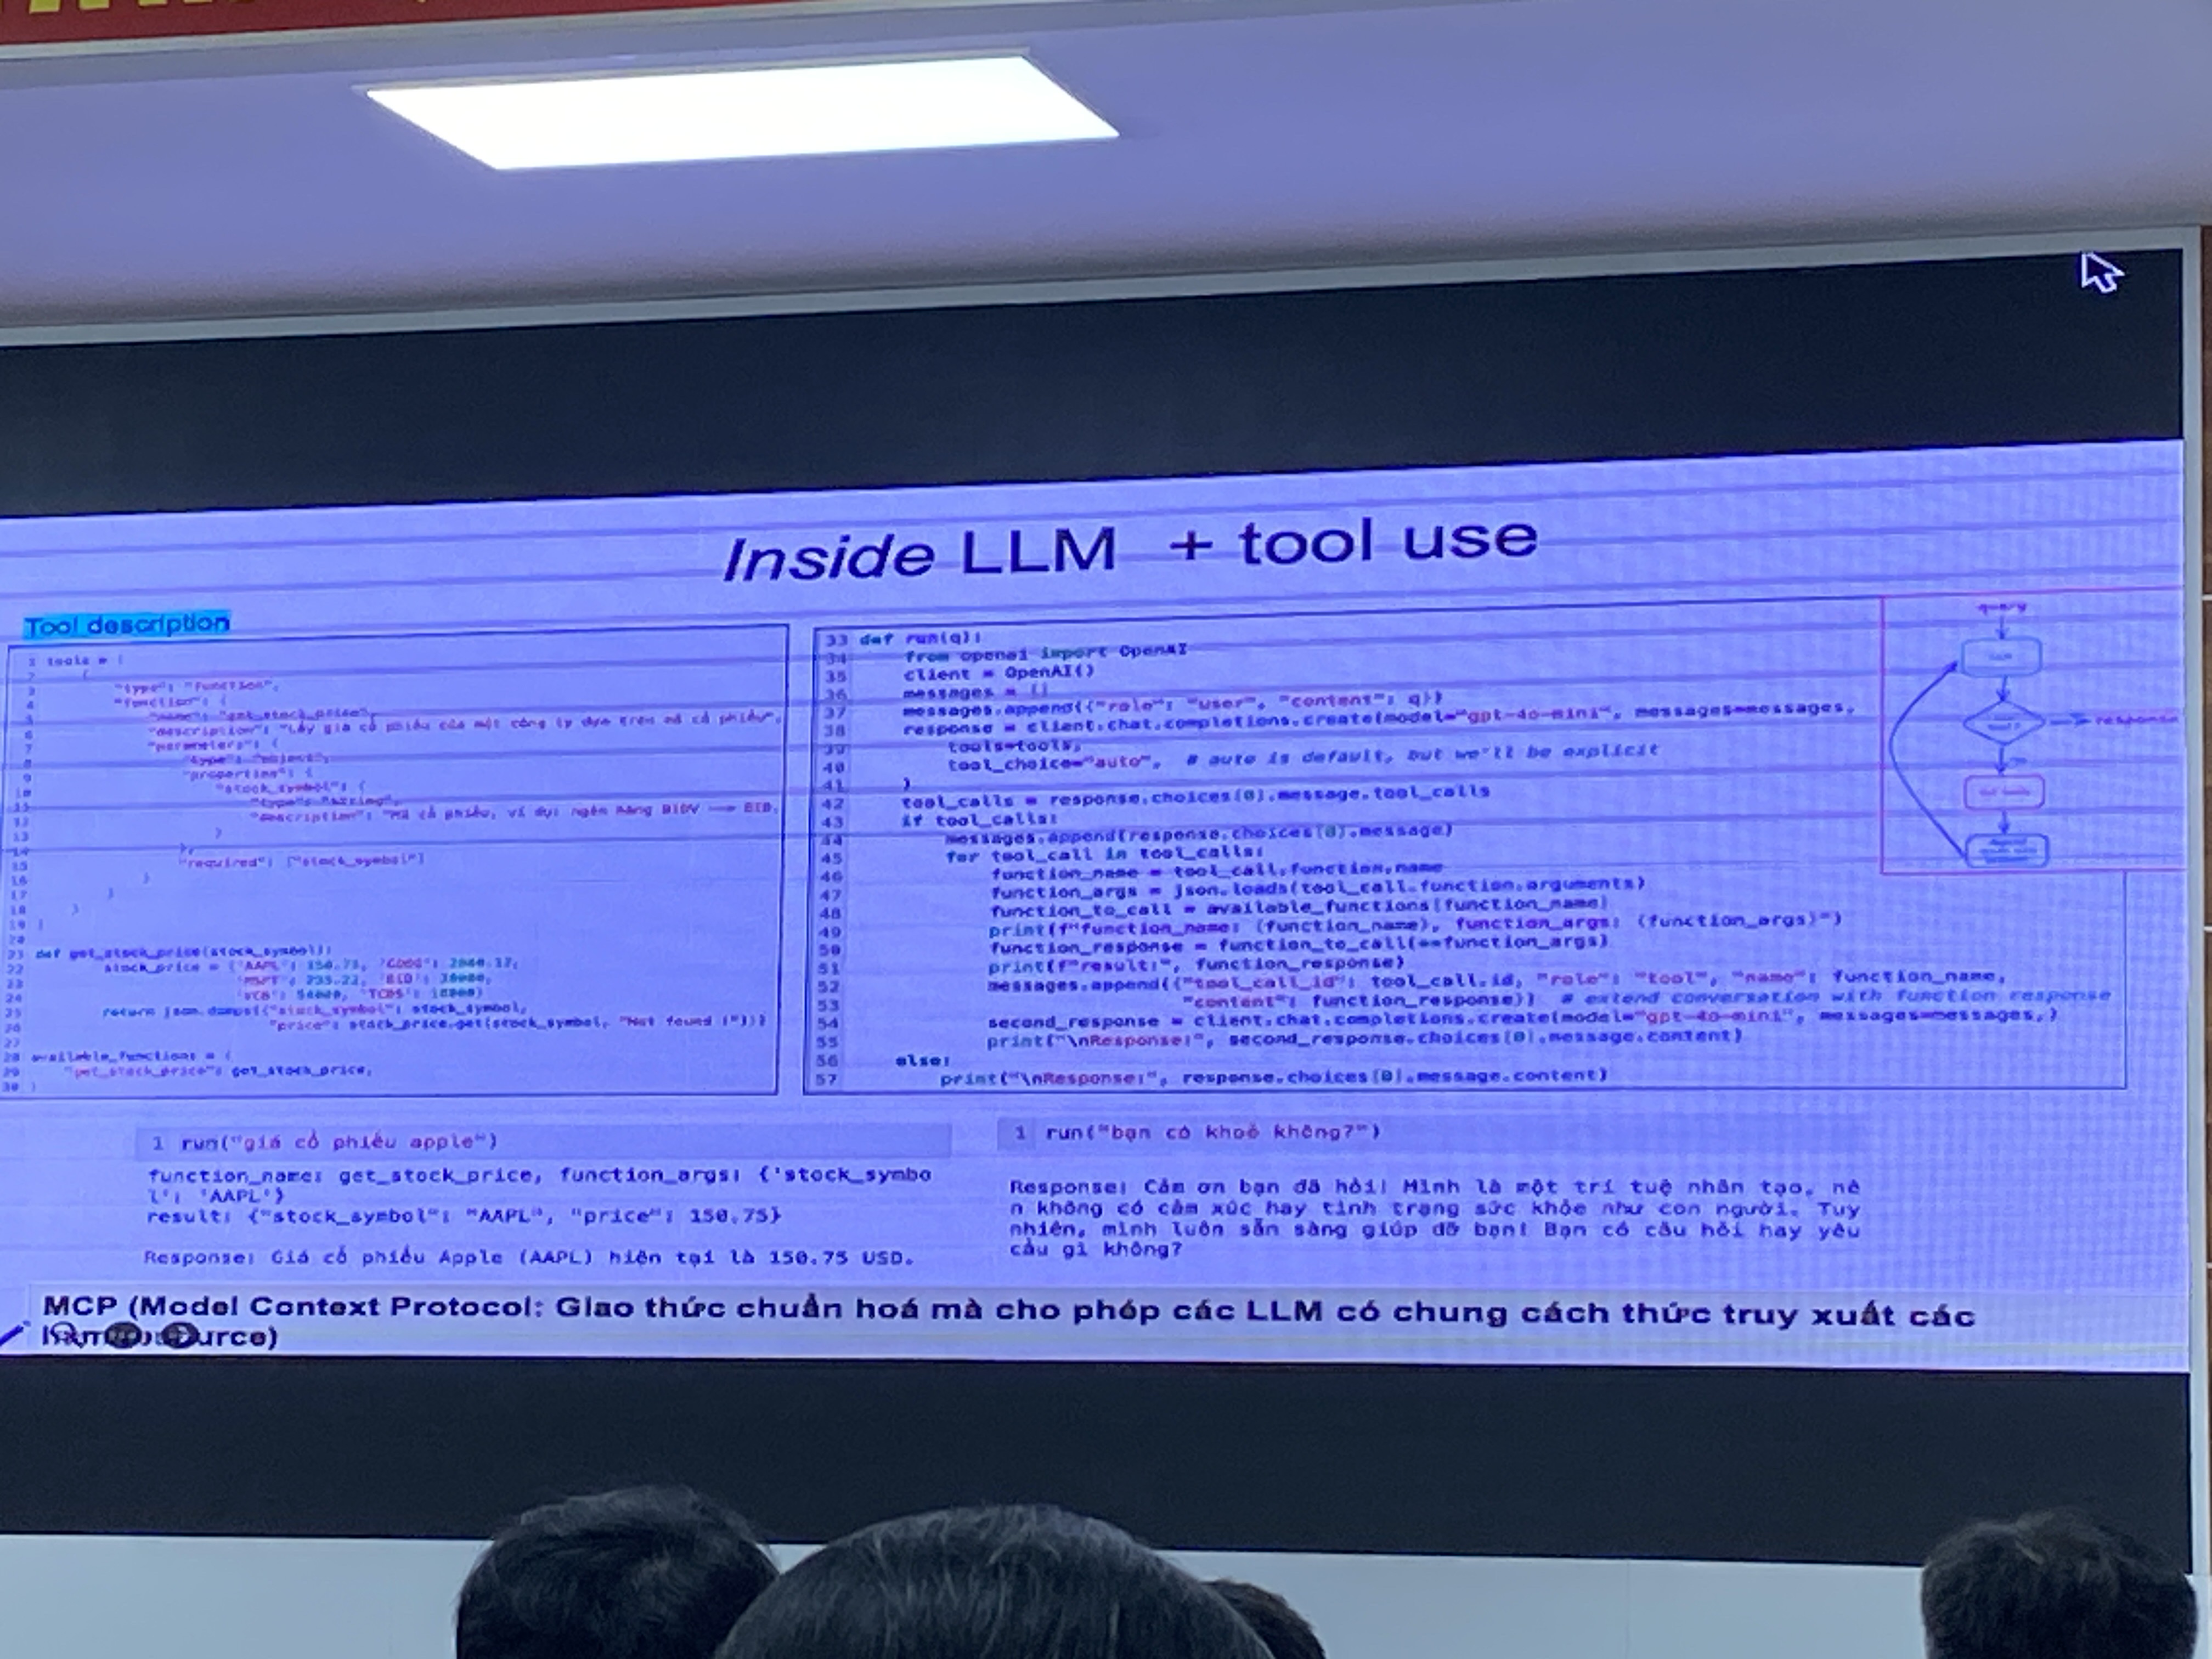 Inside LLM + tool use
Tool description
1 tools = [
2 {
3 "type": "function",
4 "function": {
5 "name": "get_stock_price",
6 "description": "Lấy giá cổ phiếu của một công ty dựa trên mã cổ phiếu",
7 "parameters": {
8 "type": "object",
9 "properties": {
10 "stock_symbol": {
11 "type": "string",
12 "description": "Mã cổ phiếu, ví dụ: ngân hàng BIDV ——> BID,
13 }
14 },
15 "required": ["stock_symbol"]
16 }
17 }
18 }
19 ]
20
21 def get_stock_price(stock_symbol):
22 stock_price = {'AAPL': 150.75, 'GOOG':
23 'MSFT': 'BID':
24 'VCB': 'TCBS':
25 return json.dumps({"stock_symbol": stock_symbol,
26 "price": stock_price.get(stock_symbol, "Not found !")})
27
28 available_functions = {
29 "get_stock_price": get_stock_price,
30 }
33 def run(q):
34 from openai import OpenAI
35 client = OpenAI()
36 messages = []
37 messages.append({"role": "user", "content": q})
38 response = client.chat.completions.create(model="gpt-4o-mini", messages=messages,
39 tools=tools,
40 tool_choice="auto", # auto is default, but we'll be explicit
41 )
42 tool_calls = response.choices[0].message.tool_calls
43 if tool_calls:
44 messages.append(response.choices[0].message)
45 for tool_call in tool_calls:
46 function_name = tool_call.function.name
47 function_args = json.loads(tool_call.function.arguments)
48 function_to_call = available_functions[function_name]
49 print(f"function_name: {function_name}, function_args: {function_args}")
50 function_response = function_to_call(**function_args)
51 print(f"result:", function_response)
52 messages.append({"tool_call_id": tool_call.id, "role": "tool", "name": function_name,
53 "content": function_response}) # extend conversation with function response
54 second_response = client.chat.completions.create(model="gpt-4o-mini", messages=messages,)
55 print("\nResponse:", second_response.choices[0].message.content)
56 else:
57 print("\nResponse:", response.choices[0].message.content)
query
response
1 run("giá cổ phiếu apple")
function_name: get_stock_price, function_args: {'stock_symbo
l': 'AAPL'}
result: {"stock_symbol": "AAPL", "price": 150.75}
Response: Giá cổ phiếu Apple (AAPL) hiện tại là 150.75 USD.
1 run("bạn có khoẻ không?")
Response: Cảm ơn bạn đã hỏi! Mình là một trí tuệ nhân tạo, nê
n không có cảm xúc hay tình trạng sức khỏe như con người. Tuy
nhiên, mình luôn sẵn sàng giúp đỡ bạn! Bạn có câu hỏi hay yêu
cầu gì không?
MCP (Model Context Protocol: Giao thức chuẩn hoá mà cho phép các LLM có chung cách thức truy xuất các